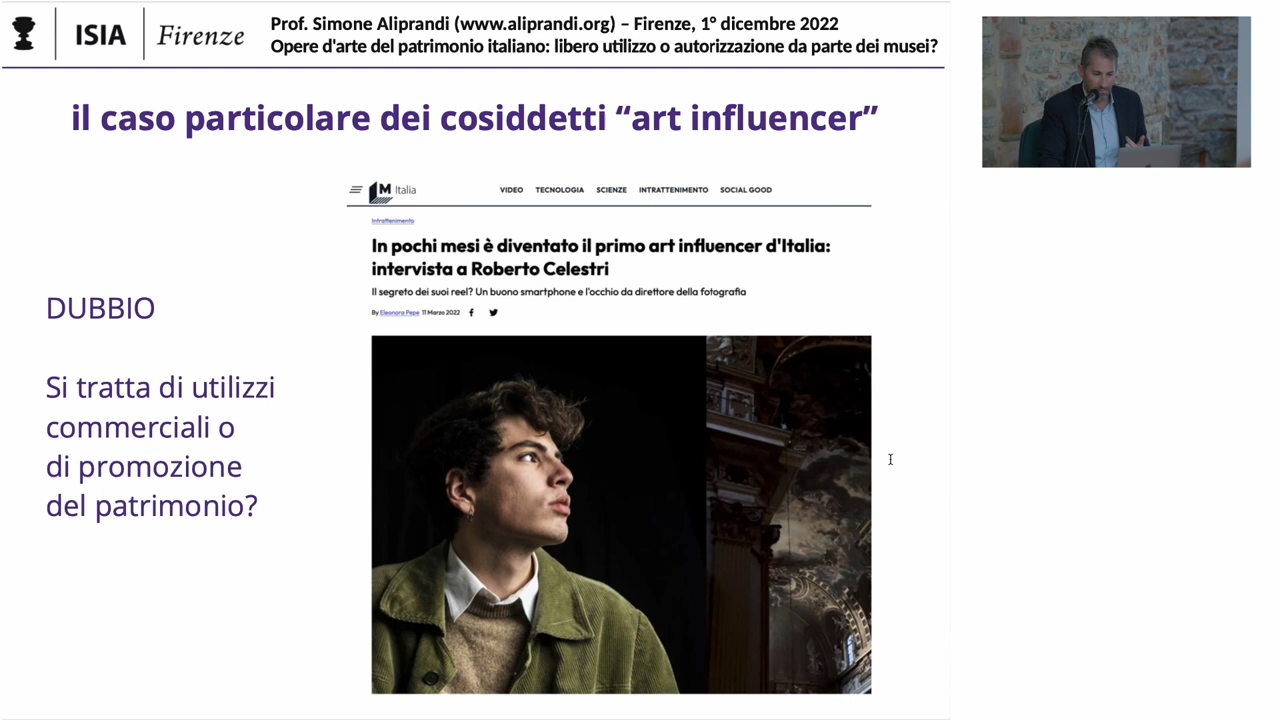 ISIA Firenze
Prof. Simone Aliprandi (www.aliprandi.org) – Firenze, 1° dicembre 2022
Opere d'arte del patrimonio italiano: libero utilizzo o autorizzazione da parte dei musei?
il caso particolare dei cosiddetti “art influencer”
M Italia
VIDEO TECNOLOGIA SCIENZE INTRATTENIMENTO SOCIAL GOOD
Intrattenimento
In pochi mesi è diventato il primo art influencer d'Italia:
intervista a Roberto Celestri
Il segreto dei suoi reel? Un buono smartphone e l'occhio da direttore della fotografia
By Eleonora Pepe 11 Marzo 2022
DUBBIO
Si tratta di utilizzi
commerciali o
di promozione
del patrimonio?